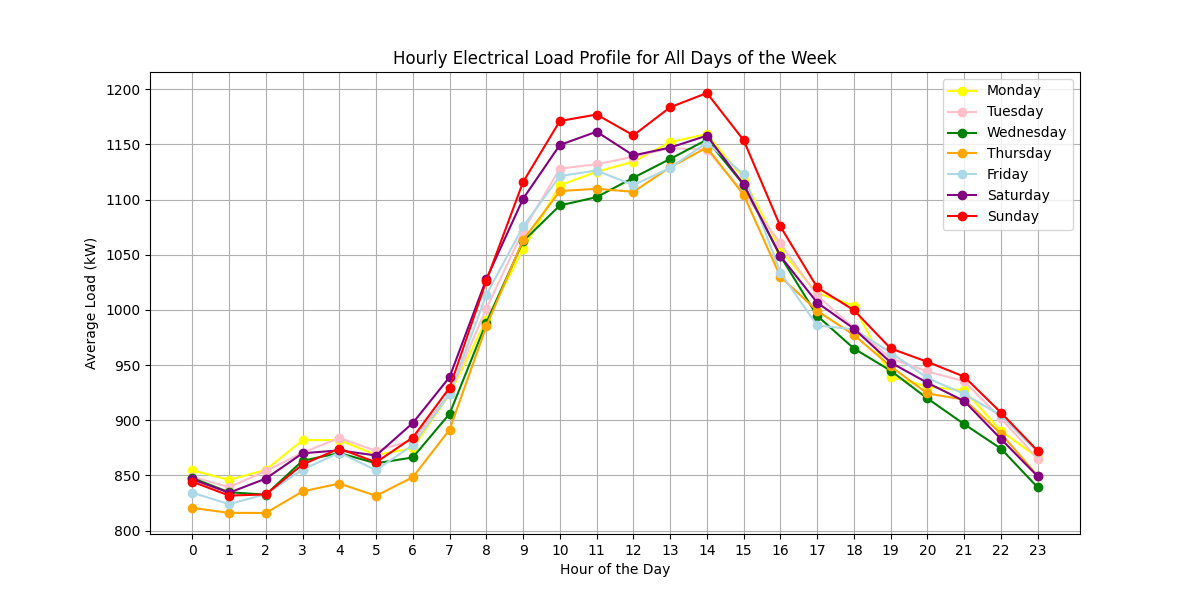 Hourly Electrical Load Profile for All Days of the Week
Average Load (kW)
1200
1150
1100
1050
1000
950
900
850
800
0 1 2 3 4 5 6 7 8 9 10 11 12 13 14 15 16 17 18 19 20 21 22 23
Hour of the Day
Monday
Tuesday
Wednesday
Thursday
Friday
Saturday
Sunday